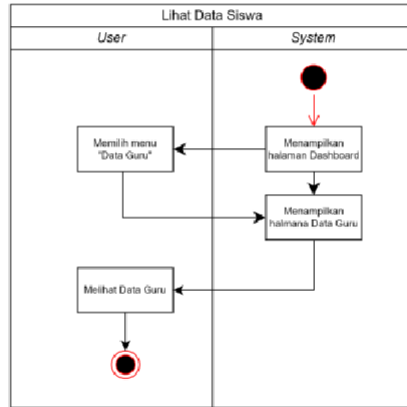 Lihat Data Siswa
User
System
Memilih menu
"Data Guru"
Menampilkan
halaman Dashboard
Menampilkan
halmana Data Guru
Melihat Data Guru